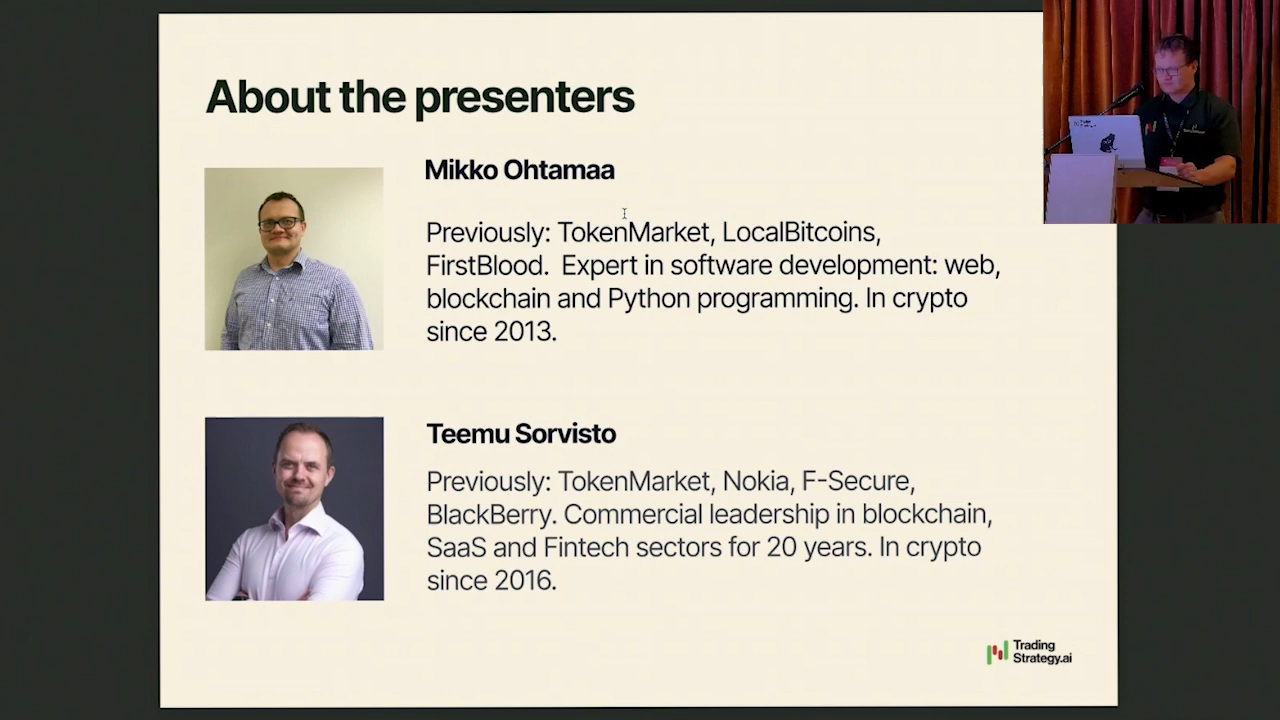 About the presenters
Mikko Ohtamaa
Previously: TokenMarket, LocalBitcoins,
FirstBlood.  Expert in software development: web,
blockchain and Python programming. In crypto
since 2013.
Teemu Sorvisto
Previously: TokenMarket, Nokia, F-Secure,
BlackBerry. Commercial leadership in blockchain,
SaaS and Fintech sectors for 20 years. In crypto
since 2016.
Trading
Strategy.ai